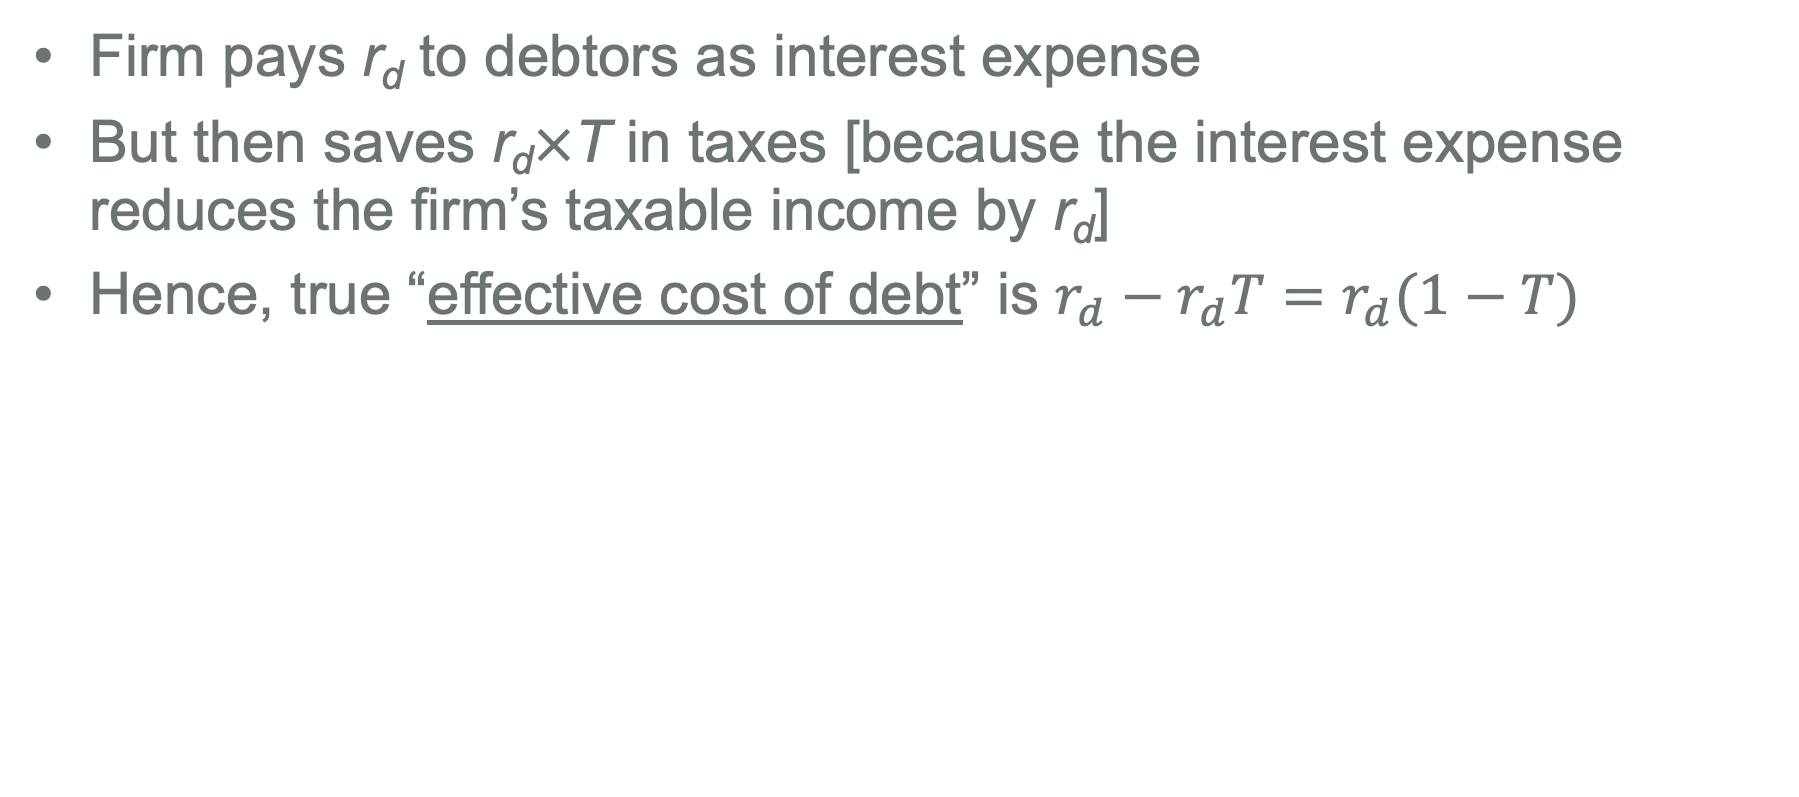 • Firm pays r_d to debtors as interest expense
• But then saves r_d×T in taxes [because the interest expense
reduces the firm’s taxable income by r_d]
• Hence, true “effective cost of debt” is r_d − r_dT = r_d(1 − T)